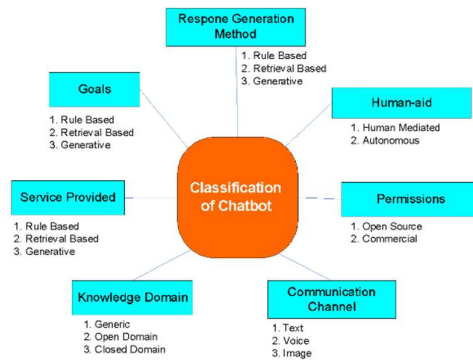 Respone Generation
Method
1. Rule Based
2. Retrieval Based
3. Generative
Goals
1. Rule Based
2. Retrieval Based
3. Generative
Human-aid
1. Human Mediated
2. Autonomous
Service Provided
1. Rule Based
2. Retrieval Based
3. Generative
Classification
of Chatbot
Permissions
1. Open Source
2. Commercial
Knowledge Domain
1. Generic
2. Open Domain
3. Closed Domain
Communication
Channel
1. Text
2. Voice
3. Image